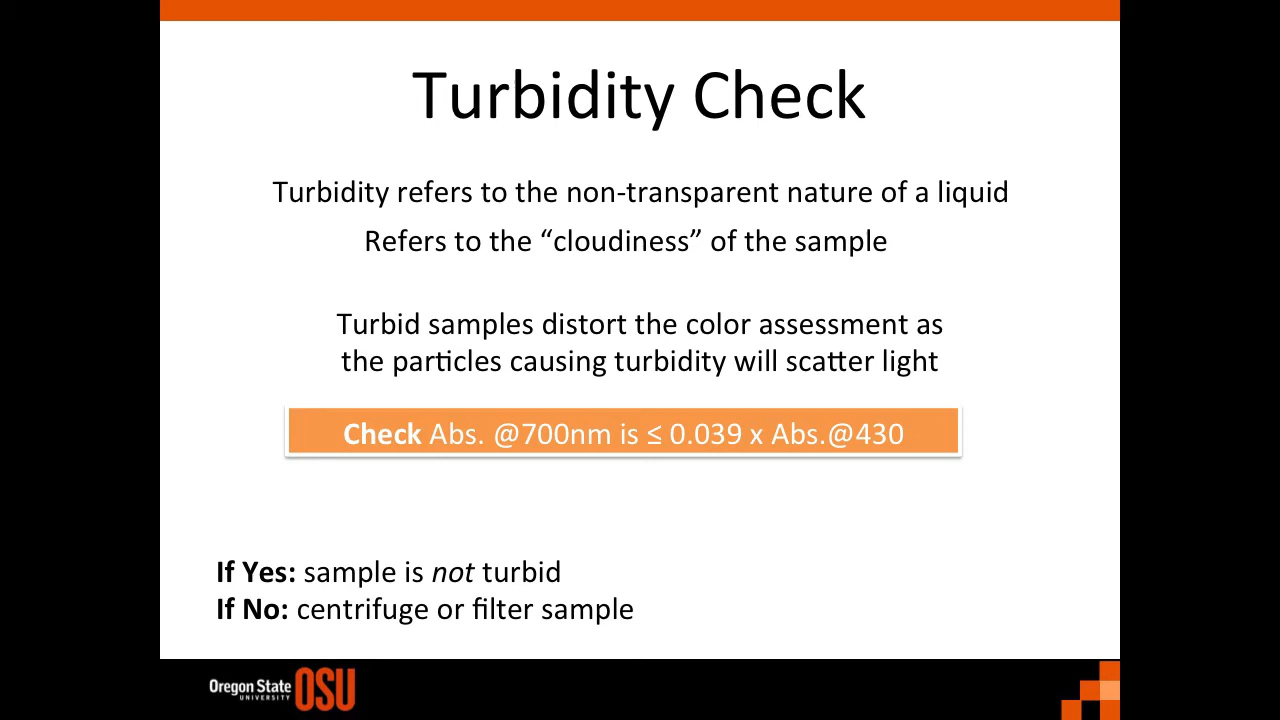 Turbidity Check
Turbidity refers to the non-transparent nature of a liquid
Refers to the “cloudiness” of the sample
Turbid samples distort the color assessment as
the particles causing turbidity will scatter light
Check Abs. @700nm is ≤ 0.039 x Abs.@430
If Yes: sample is not turbid
If No: centrifuge or filter sample
Oregon State OSU
UNIVERSITY